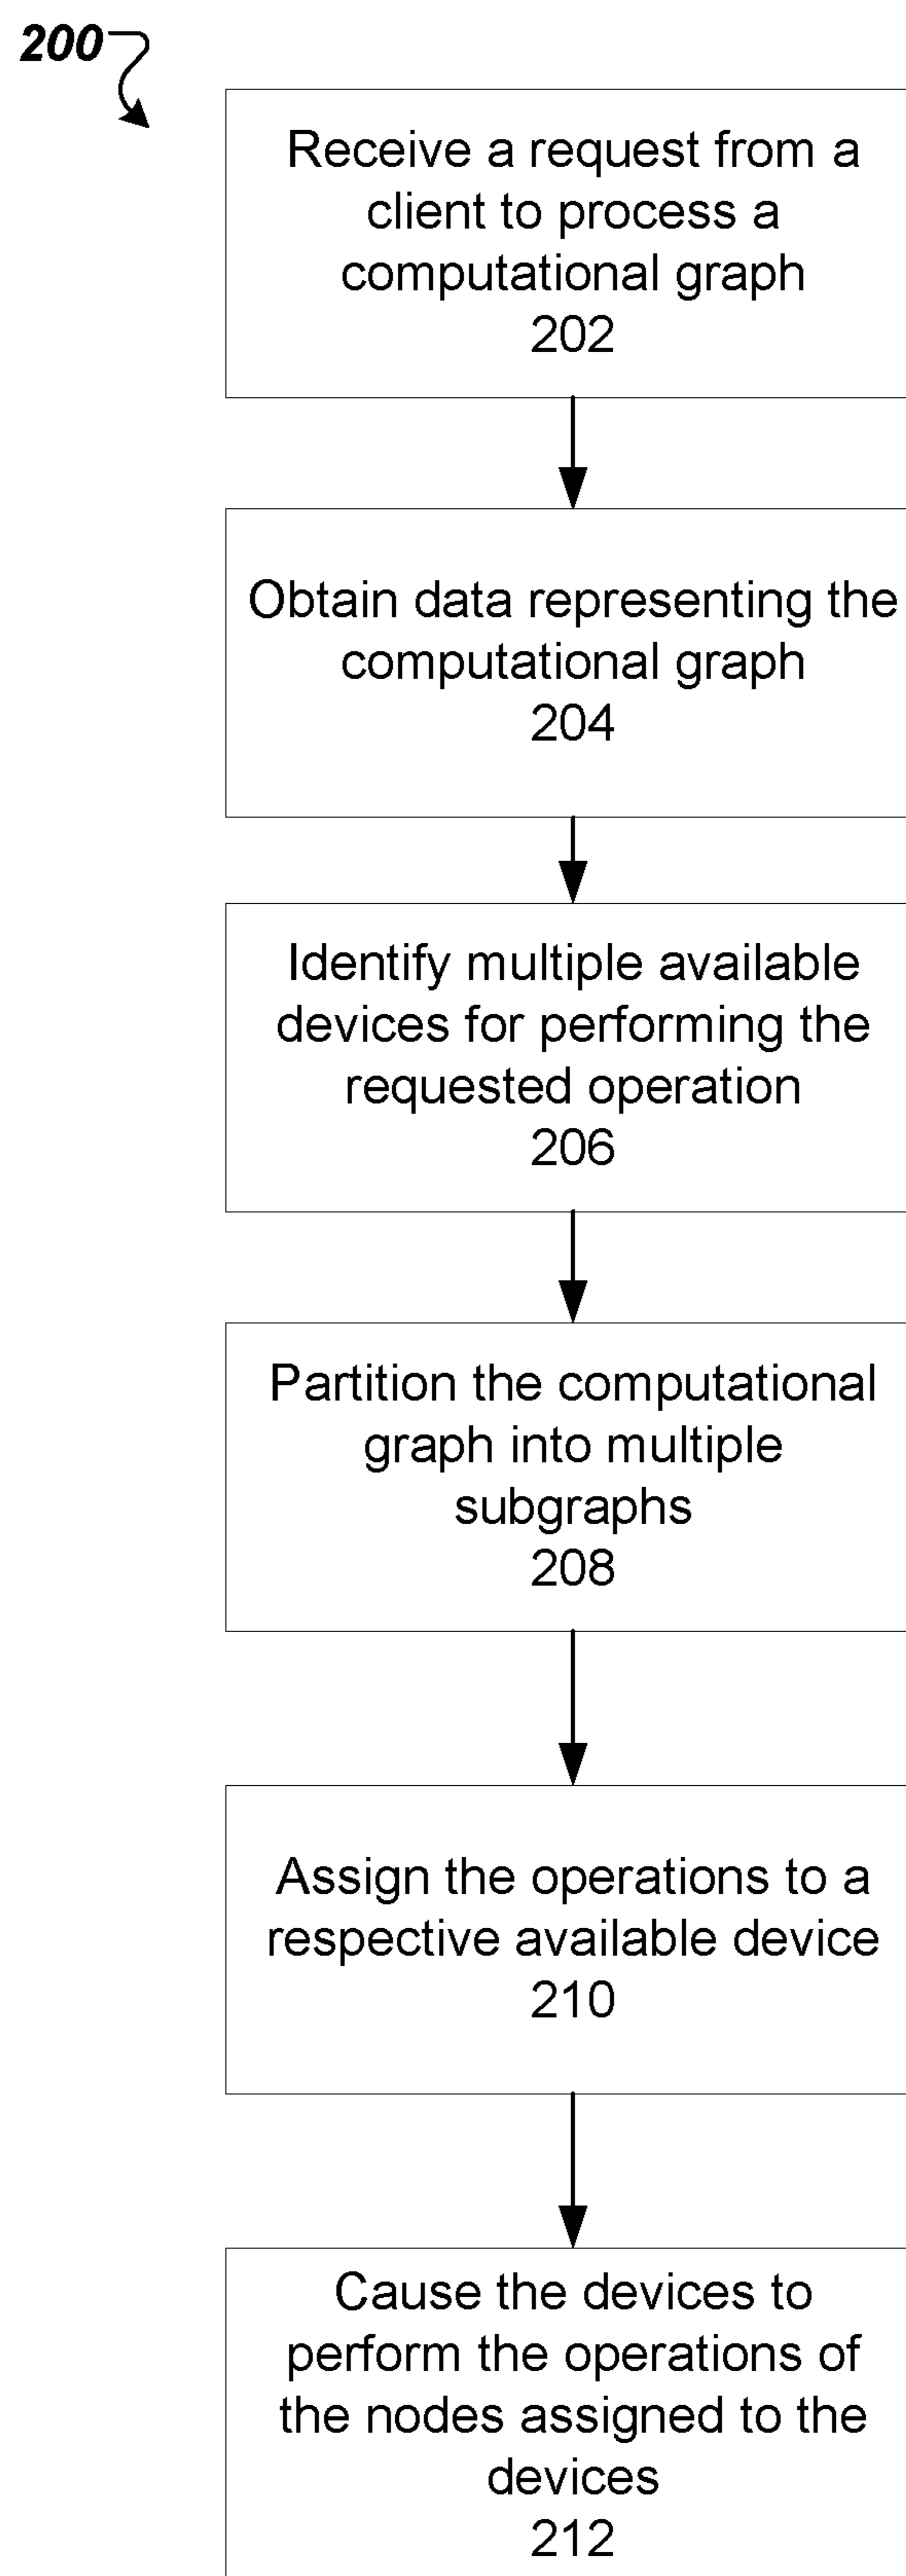 200
Receive a request from a
client to process a
computational graph
202
Obtain data representing the
computational graph
204
Identify multiple available
devices for performing the
requested operation
206
Partition the computational
graph into multiple
subgraphs
208
Assign the operations to a
respective available device
210
Cause the devices to
perform the operations of
the nodes assigned to the
devices
212